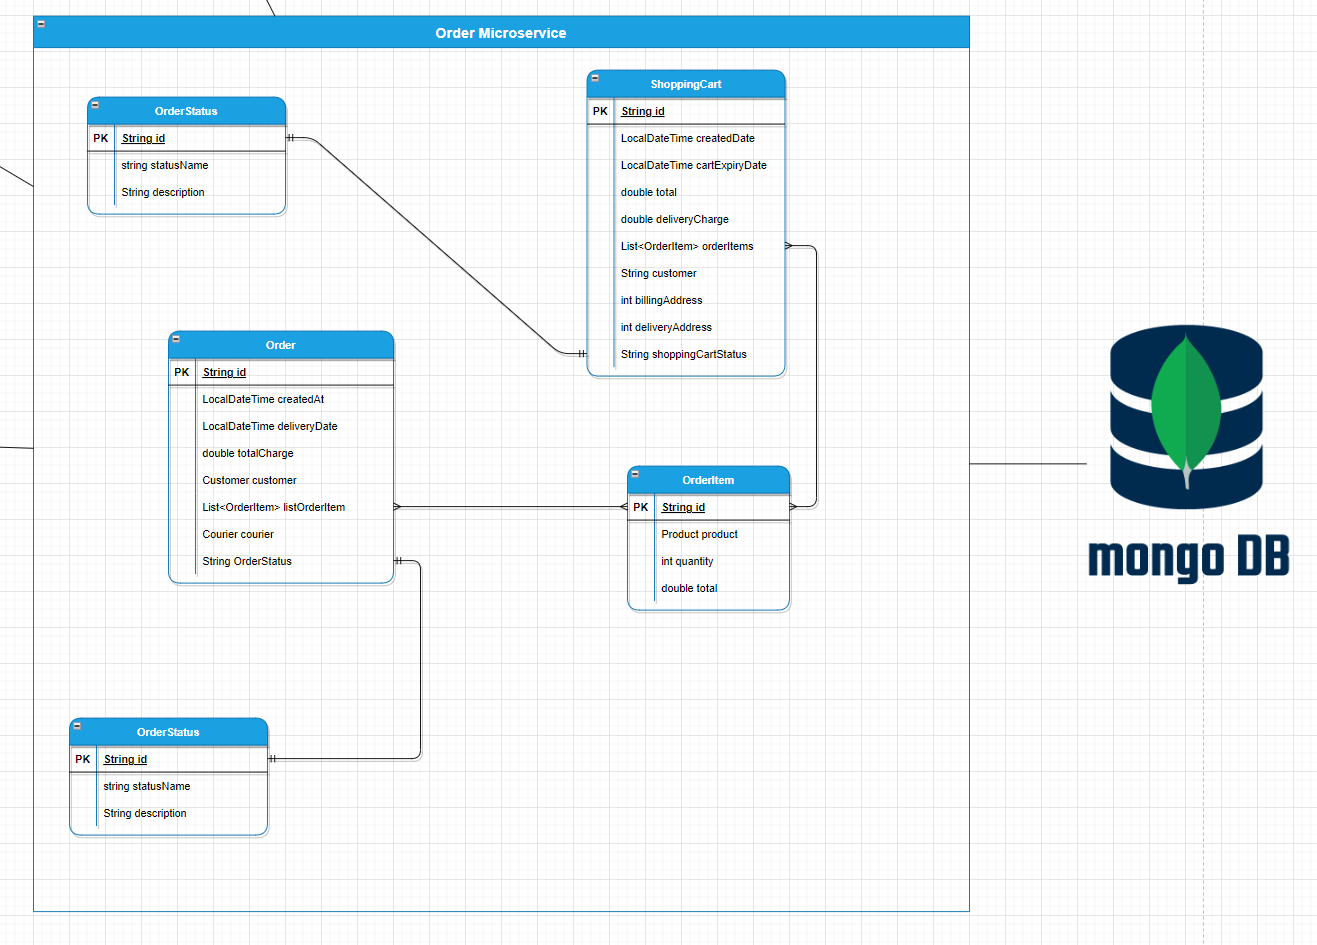 Order Microservice
OrderStatus
PK String id
string statusName
String description
ShoppingCart
PK String id
LocalDateTime createdDate
LocalDateTime cartExpiryDate
double total
double deliveryCharge
List<OrderItem> orderItems
String customer
int billingAddress
int deliveryAddress
String shoppingCartStatus
Order
PK String id
LocalDateTime createdAt
LocalDateTime deliveryDate
double totalCharge
Customer customer
List<OrderItem> listOrderItem
Courier courier
String OrderStatus
OrderItem
PK String id
Product product
int quantity
double total
mongo DB
OrderStatus
PK String id
string statusName
String description